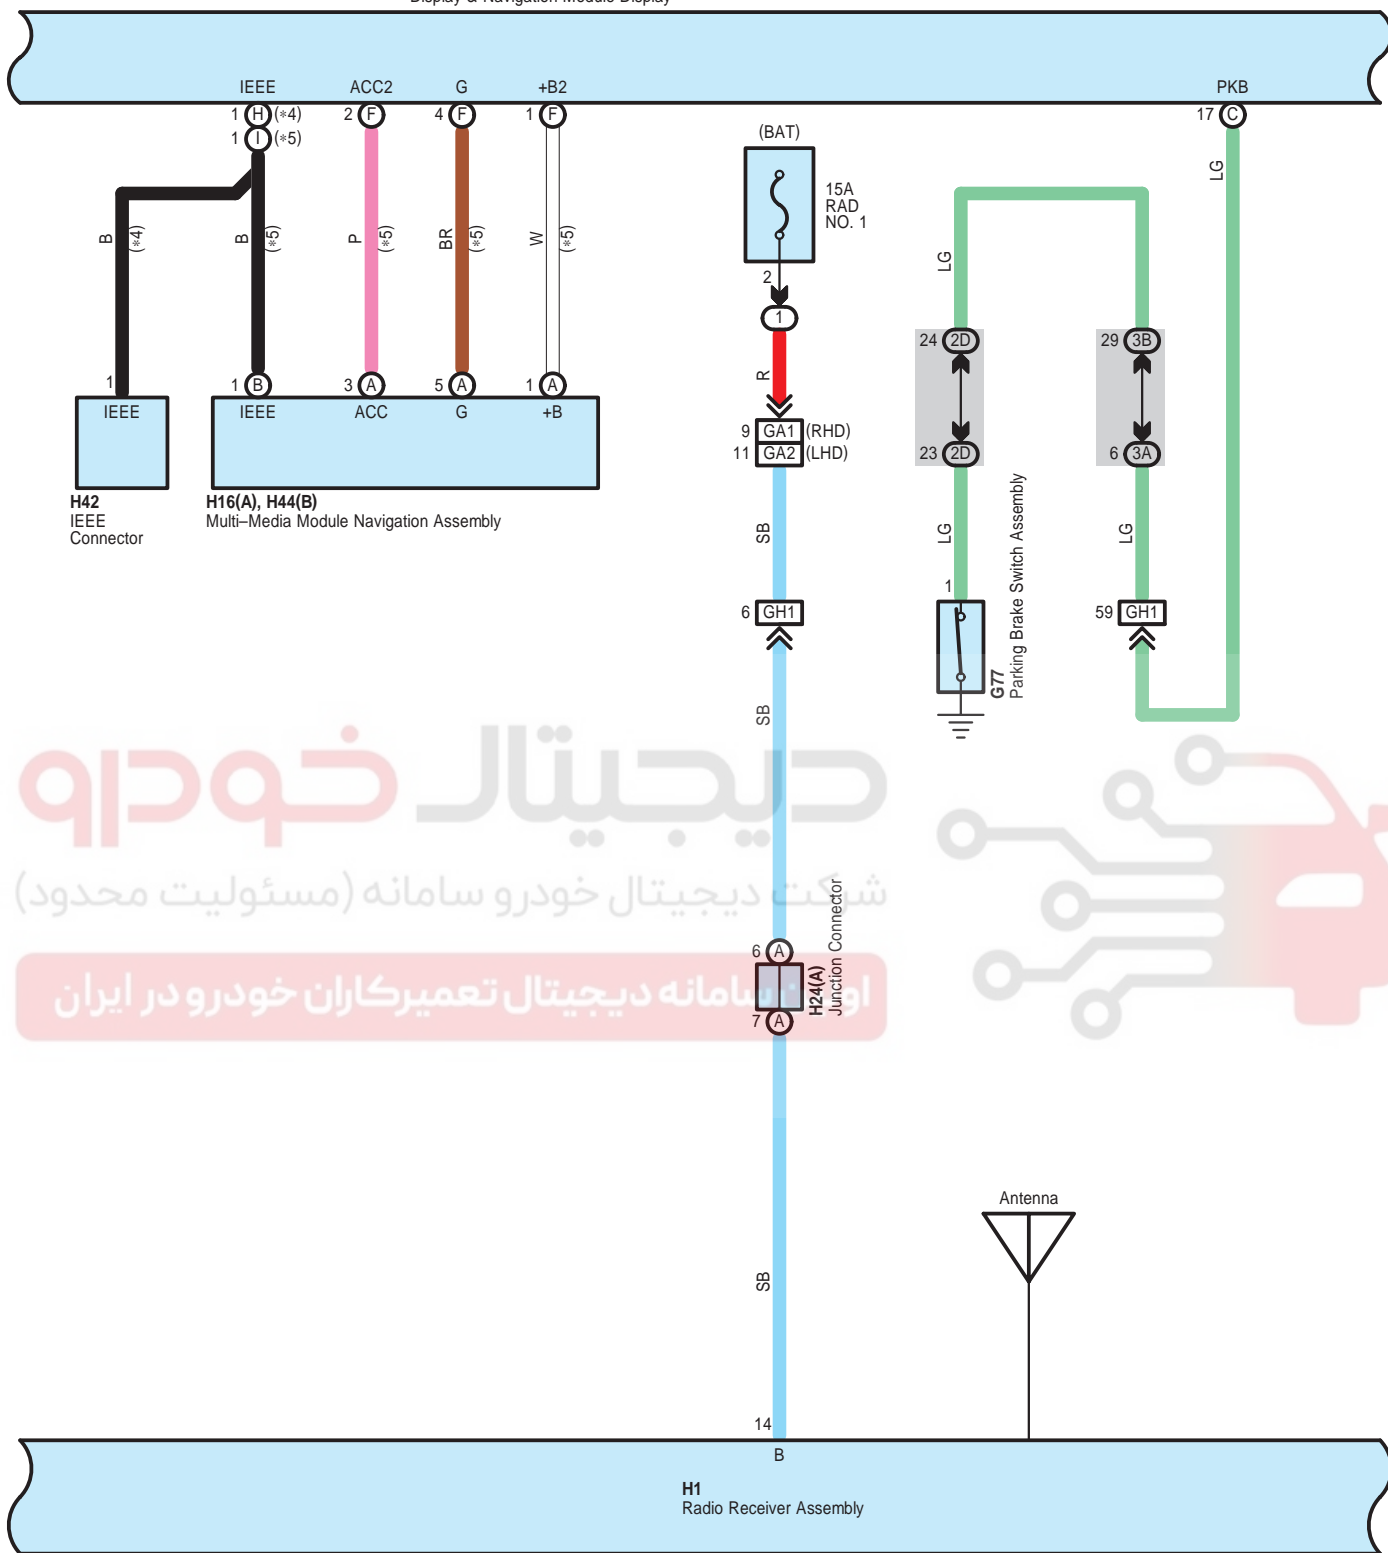 Display & Navigation Module Display
IEEE ACC2 G +B2 PKB
1 H (*4) 2 F 4 F 1 F 17 C
1 I (*5)
(BAT)
15A
RAD
NO. 1
LG
B (*4) B (*5) P (*5) BR (*5) W (*5)
LG
2
1
24 2D 29 3B
R
1 1 B 3 A 5 A 1 A
IEEE IEEE ACC G +B
9 GA1 (RHD)
11 GA2 (LHD)
23 2D 6 3A
H42
IEEE
Connector
H16(A), H44(B)
Multi–Media Module Navigation Assembly
SB
LG
LG
1
6 GH1
59 GH1
G77
Parking Brake Switch Assembly
SB
دیجیتال خودرو
شرکت دیجیتال خودرو سامانه (مسئولیت محدود)
سامانه دیجیتال تعمیرکاران خودرو در ایران
6 A
H24(A)
Junction Connector
7 A
Antenna
SB
14
B
H1
Radio Receiver Assembly